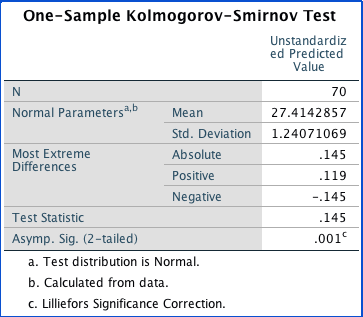 One-Sample Kolmogorov-Smirnov Test
Unstandardiz
ed Predicted
Value
N 70
Normal Parametersa,b Mean 27.4142857
Std. Deviation 1.24071069
Most Extreme Differences Absolute .145
Positive .119
Negative -.145
Test Statistic .145
Asymp. Sig. (2-tailed) .001c
a. Test distribution is Normal.
b. Calculated from data.
c. Lilliefors Significance Correction.